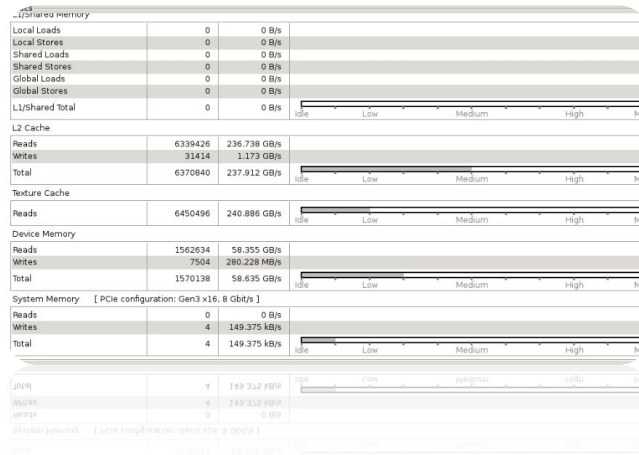 L1/Shared Memory
Local Loads 0 0 B/s
Local Stores 0 0 B/s
Shared Loads 0 0 B/s
Shared Stores 0 0 B/s
Global Loads 0 0 B/s
Global Stores 0 0 B/s
L1/Shared Total 0 0 B/s
Idle Low Medium High M
L2 Cache
Reads 6339426 236.738 GB/s
Writes 31414 1.173 GB/s
Total 6370840 237.912 GB/s
Idle Low Medium High M
Texture Cache
Reads 6450496 240.886 GB/s
Idle Low Medium High M
Device Memory
Reads 1562634 58.355 GB/s
Writes 7504 280.228 MB/s
Total 1570138 58.635 GB/s
Idle Low Medium High M
System Memory [ PCIe configuration: Gen3 x16, 8 Gbit/s ]
Reads 0 0 B/s
Writes 4 149.375 kB/s
Total 4 149.375 kB/s
Idle Low Medium High M